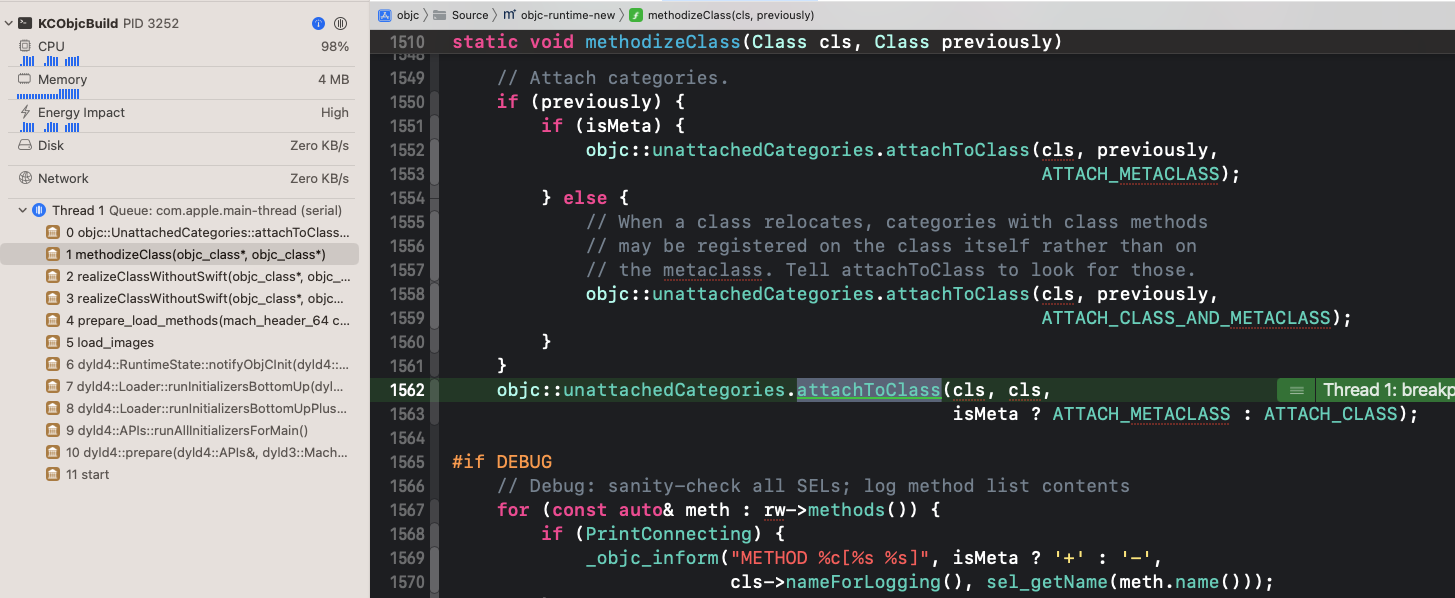 KCObjcBuild PID 3252
CPU 98%
Memory 4 MB
Energy Impact High
Disk Zero KB/s
Network Zero KB/s
Thread 1 Queue: com.apple.main-thread (serial)
0 objc::UnattachedCategories::attachToClass...
1 methodizeClass(objc_class*, objc_class*)
2 realizeClassWithoutSwift(objc_class*, objc_...
3 realizeClassWithoutSwift(objc_class*, objc...
4 prepare_load_methods(mach_header_64 c...
5 load_images
6 dyld4::RuntimeState::notifyObjCInit(dyld4::...
7 dyld4::Loader::runInitializersBottomUp(dyl...
8 dyld4::Loader::runInitializersBottomUpPlus...
9 dyld4::APIs::runAllInitializersForMain()
10 dyld4::prepare(dyld4::APIs&, dyld3::Mach...
11 start
objc Source objc-runtime-new methodizeClass(cls, previously)
1510 static void methodizeClass(Class cls, Class previously)
1548
1549 // Attach categories.
1550 if (previously) {
1551 if (isMeta) {
1552 objc::unattachedCategories.attachToClass(cls, previously,
1553 ATTACH_METACLASS);
1554 } else {
1555 // When a class relocates, categories with class methods
1556 // may be registered on the class itself rather than on
1557 // the metaclass. Tell attachToClass to look for those.
1558 objc::unattachedCategories.attachToClass(cls, previously,
1559 ATTACH_CLASS_AND_METACLASS);
1560 }
1561 }
1562 objc::unattachedCategories.attachToClass(cls, cls, Thread 1: breakp
1563 isMeta ? ATTACH_METACLASS : ATTACH_CLASS);
1564
1565 #if DEBUG
1566 // Debug: sanity-check all SELs; log method list contents
1567 for (const auto& meth : rw->methods()) {
1568 if (PrintConnecting) {
1569 _objc_inform("METHOD %c[%s %s]", isMeta ? '+' : '-',
1570 cls->nameForLogging(), sel_getName(meth.name()));